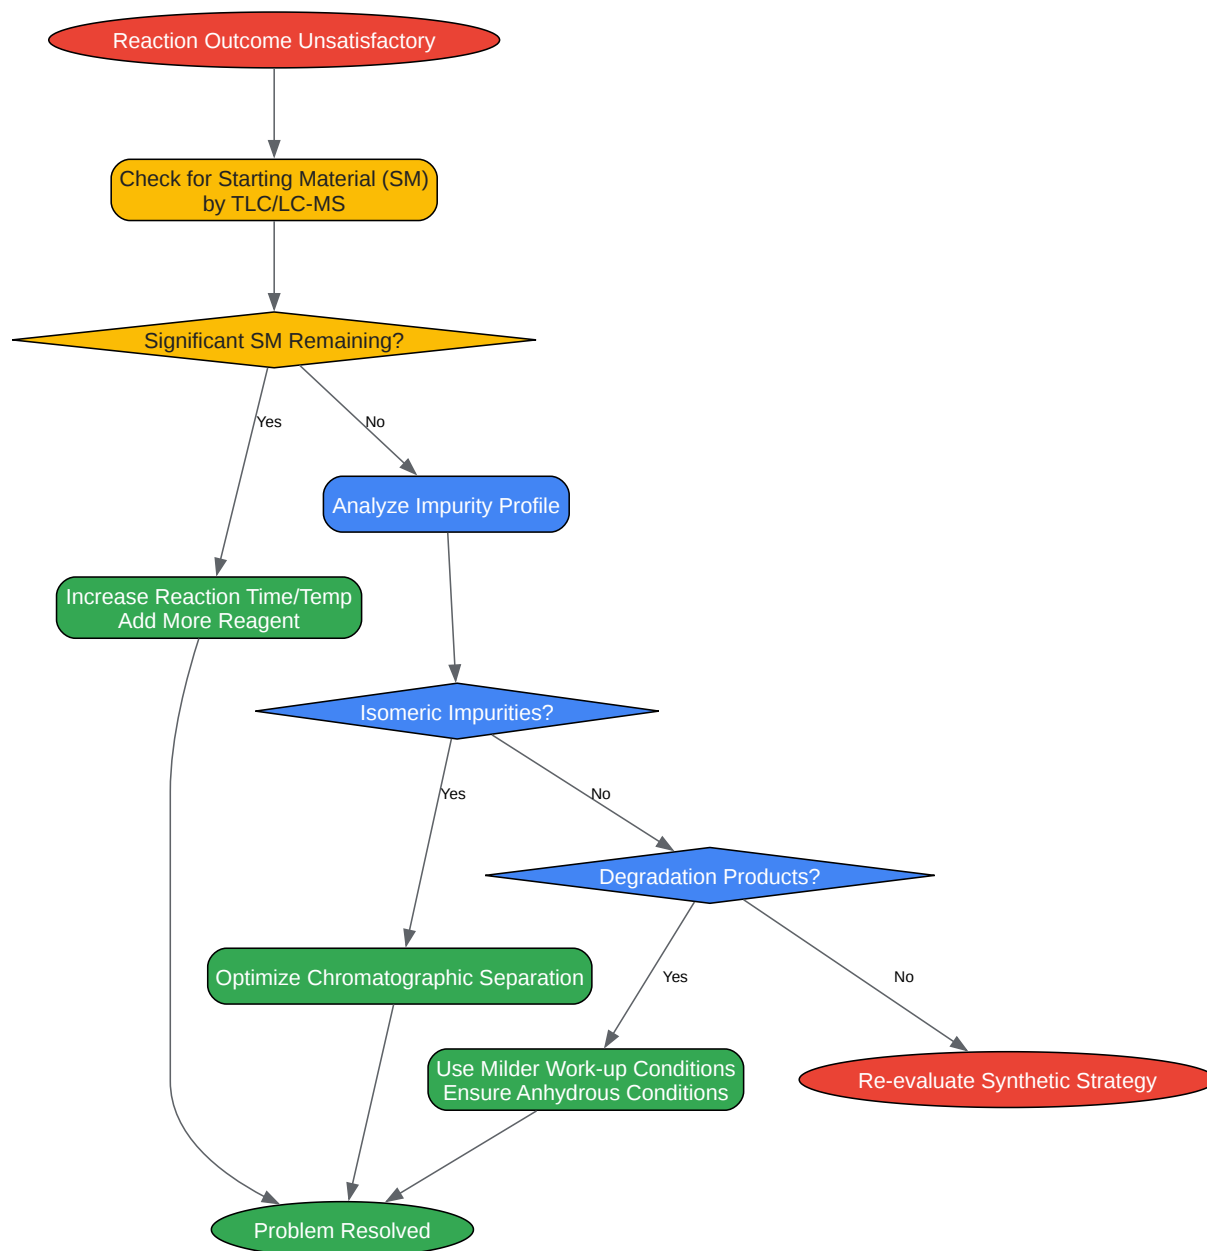 Reaction Outcome Unsatisfactory
Check for Starting Material (SM)
by TLC/LC-MS
Significant SM Remaining?
Yes
No
Analyze Impurity Profile
Increase Reaction Time/Temp
Add More Reagent
Isomeric Impurities?
Yes
No
Degradation Products?
Optimize Chromatographic Separation
Yes
No
Use Milder Work-up Conditions
Ensure Anhydrous Conditions
Re-evaluate Synthetic Strategy
Problem Resolved